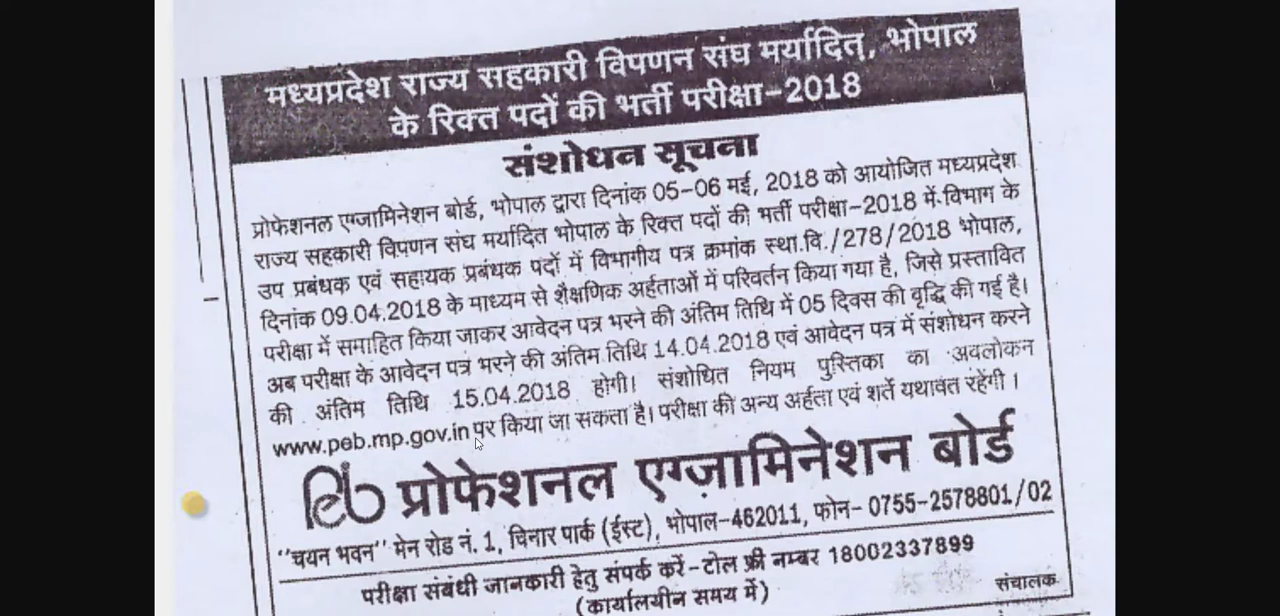 मध्यप्रदेश राज्य सहकारी विपणन संघ मर्यादित, भोपाल
के रिक्त पदों की भर्ती परीक्षा-2018
संशोधन सूचना
प्रोफेशनल एग्जामिनेशन बोर्ड, भोपाल द्वारा दिनांक 05-06 मई, 2018 को आयोजित मध्यप्रदेश
राज्य सहकारी विपणन संघ मर्यादित भोपाल के रिक्त पदों की भर्ती परीक्षा-2018 में विभाग के
उप प्रबंधक एवं सहायक प्रबंधक पदों में विभागीय पत्र क्रमांक स्था.वि./278/2018 भोपाल,
दिनांक 09.04.2018 के माध्यम से शैक्षणिक अर्हताओं में परिवर्तन किया गया है, जिसे प्रस्तावित
परीक्षा में समाहित किया जाकर आवेदन पत्र भरने की अंतिम तिथि में 05 दिवस की वृद्धि की गई है।
अब परीक्षा के आवेदन पत्र भरने की अंतिम तिथि 14.04.2018 एवं आवेदन पत्र में संशोधन करने
की अंतिम तिथि 15.04.2018 होगी। संशोधित नियम पुस्तिका का अवलोकन
www.peb.mp.gov.in पर किया जा सकता है। परीक्षा की अन्य अर्हता एवं शर्ते यथावत रहेंगी ।
peb प्रोफेशनल एग्ज़ामिनेशन बोर्ड
"चयन भवन" मेन रोड नं. 1, चिनार पार्क (ईस्ट), भोपाल-462011, फोन- 0755-2578801/02
परीक्षा संबंधी जानकारी हेतु संपर्क करें - टोल फ्री नम्बर 18002337899
(कार्यालयीन समय में)
संचालक